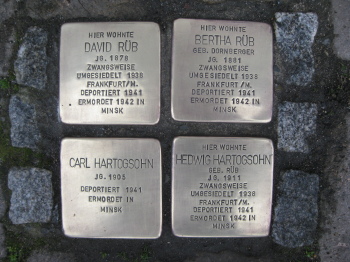 HIER WOHNTE
DAVID RÜB
JG. 1878
ZWANGSWEISE
UMGESIEDELT 1938
FRANKFURT/M.
DEPORTIERT 1941
ERMORDET 1942 IN
MINSK
HIER WOHNTE
BERTHA RÜB
GEB. DORNBERGER
JG. 1881
ZWANGSWEISE
UMGESIEDELT 1938
FRANKFURT/M.
DEPORTIERT 1941
ERMORDET 1942 IN
MINSK
CARL HARTOGSOHN
JG. 1905
DEPORTIERT 1941
ERMORDET IN
MINSK
HIER WOHNTE
HEDWIG HARTOGSOHN
GEB. RÜB
JG. 1911
ZWANGSWEISE
UMGESIEDELT 1938
FRANKFURT/M.
DEPORTIERT 1941
ERMORDET 1942 IN
MINSK